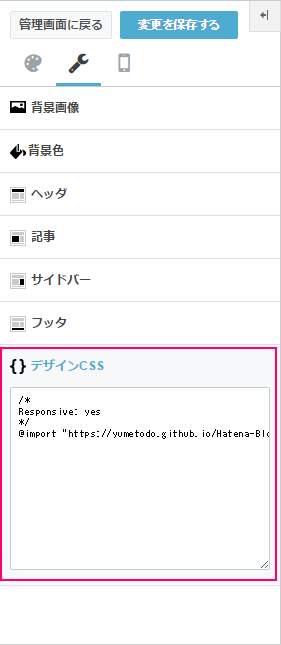 管理画面に戻る
変更を保存する
背景画像
背景色
ヘッダ
記事
サイドバー
フッタ
{} デザインCSS
/*
Responsive: yes
*/
@import "https://yumetodo.github.io/Hatena-Blo